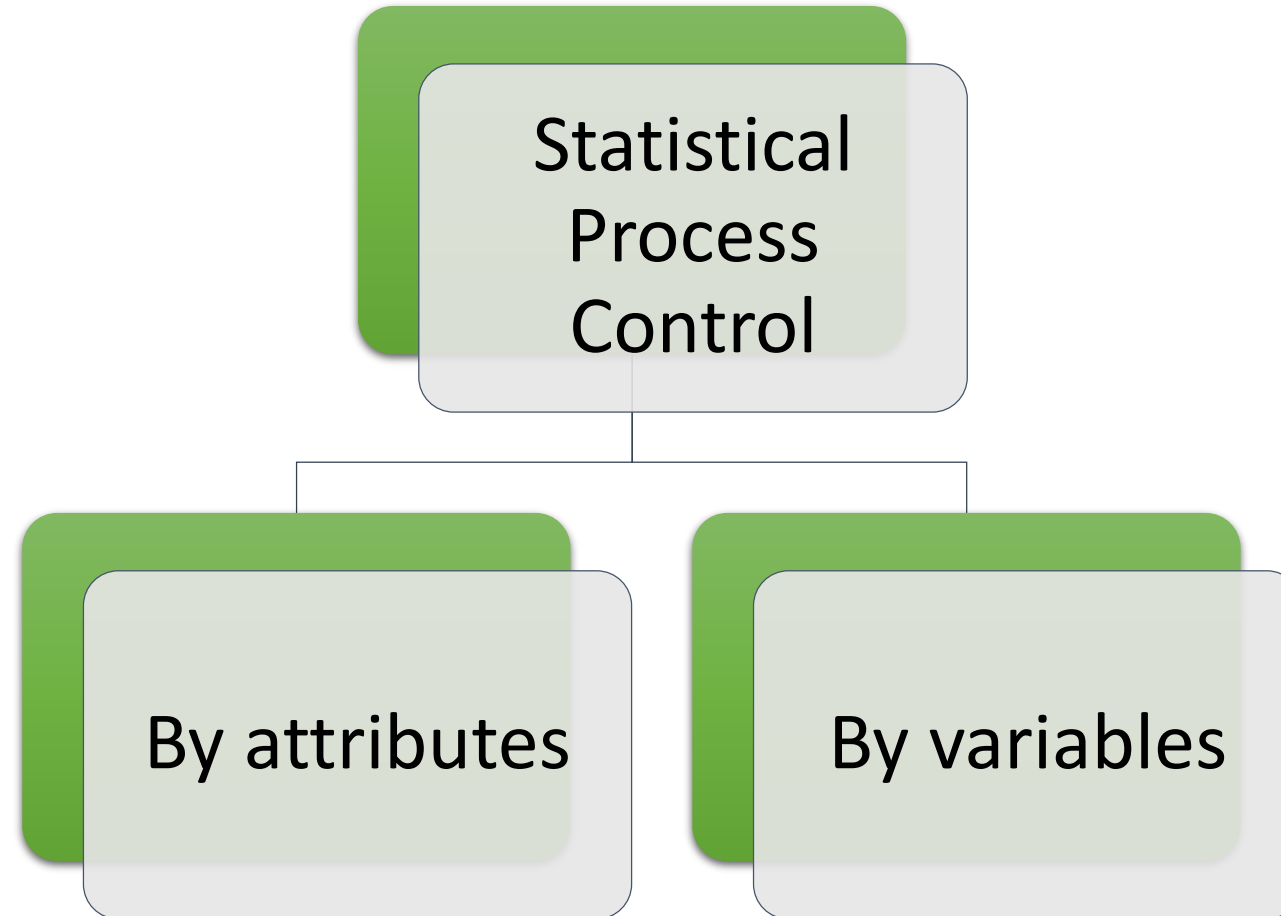 Statistical
Process
Control
By attributes
By variables